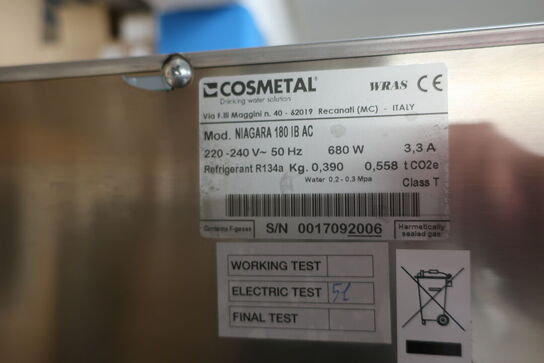 COSMETAL® WRAS CE
Drinking water solution
Via F.lli Maggini n. 40 - 62019 Recanati (MC) - ITALY
Mod. NIAGARA 180 IB AC
220-240 V~ 50 Hz 680 W 3,3 A
Refrigerant R134a Kg. 0,390 0,558 t CO2e
Water 0,2-0,3 Mpa Class T
Contains F-gases S/N 0017092006 Hermetically
sealed gas
WORKING TEST
ELECTRIC TEST 51
FINAL TEST